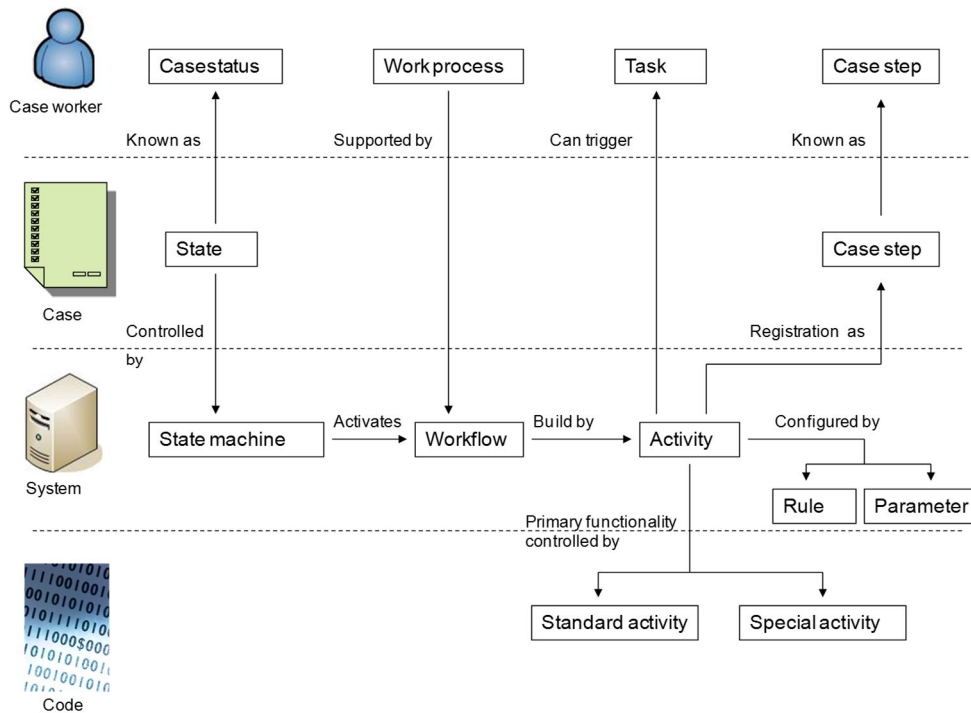 Casestatus
Work process
Task
Case step
Case worker
Known as
Supported by
Can trigger
Known as
State
Case step
Case
Controlled
by
Registration as
State machine
Activates
Workflow
Build by
Activity
Configured by
System
Rule
Parameter
Primary functionality
controlled by
Standard activity
Special activity
Code